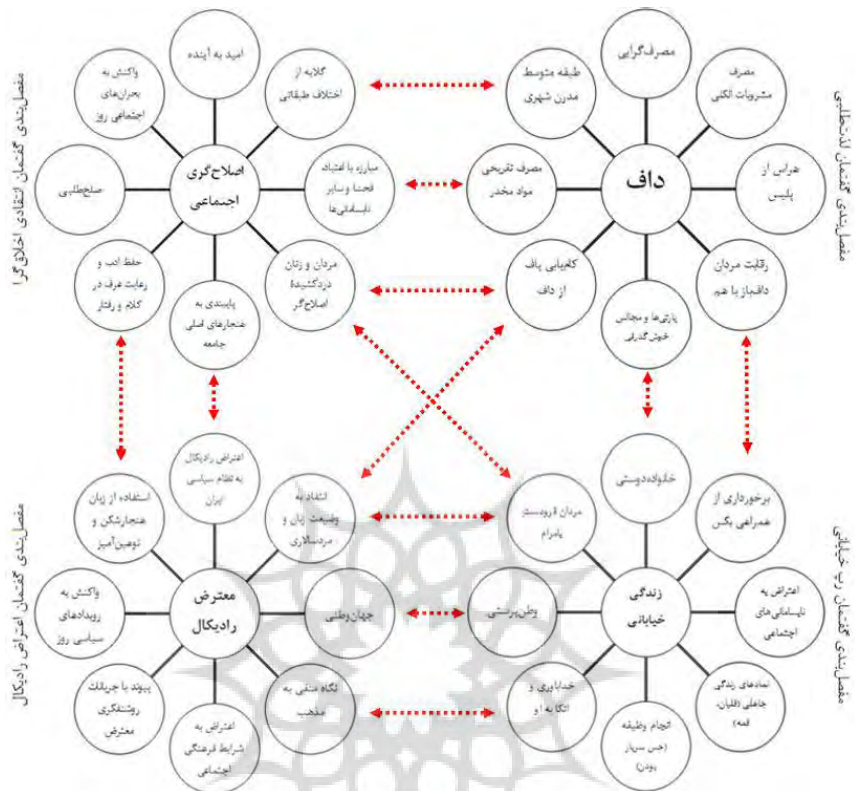 مفصل‌بندی گفتمان لذت‌طلبی
داف
مصرف‌گرایی
مصرف
مشروبات الکلی
هراس از
پلیس
رقابت مردان
داف‌باز با هم
پارتی‌ها و مجالس
خوش‌گذرانی
کامیابی پاف
از داف
مصرف تفریحی
مواد مخدر
طبقه متوسط
مدرن شهری
مفصل‌بندی گفتمان انتقادی اخلاق‌گرا
اصلاح‌گری
اجتماعی
امید به آینده
گلایه از
اختلاف طبقاتی
مبارزه با اعتیاد
فحشا و سایر
نابسامانی‌ها
مردان و زنان
دردکشیدهٔ
اصلاح‌گر
پایبندی به
هنجارهای اصلی
جامعه
حفظ ادب و
رعایت عرف در
کلام و رفتار
صلح‌طلبی
واکنش به
بحران‌های
اجتماعی روز
مفصل‌بندی گفتمان رپ خیابانی
زندگی
خیابانی
خانواده‌دوستی
برخورداری از
همراهی بکس
اعتراض به
نابسامانی‌های
اجتماعی
نمادهای زندگی
جاهلی (قلیان،
قمه)
انجام وظیفه
(حس سرباز
بودن)
خداباوری و
اتکا به او
وطن‌پرستی
مردان فرودست
بامرام
مفصل‌بندی گفتمان اعتراض رادیکال
معترض
رادیکال
اعتراض رادیکال
به نظام سیاسی
ایران
انتقاد به
وضعیت زنان و
مردسالاری
جهان‌وطنی
نگاه منفی به
مذهب
اعتراض به
شرایط فرهنگی
اجتماعی
پیوند با جریانات
روشنفکری
معترض
واکنش به
رویدادهای
سیاسی روز
استفاده از زبان
هنجارشکن و
توهین‌آمیز